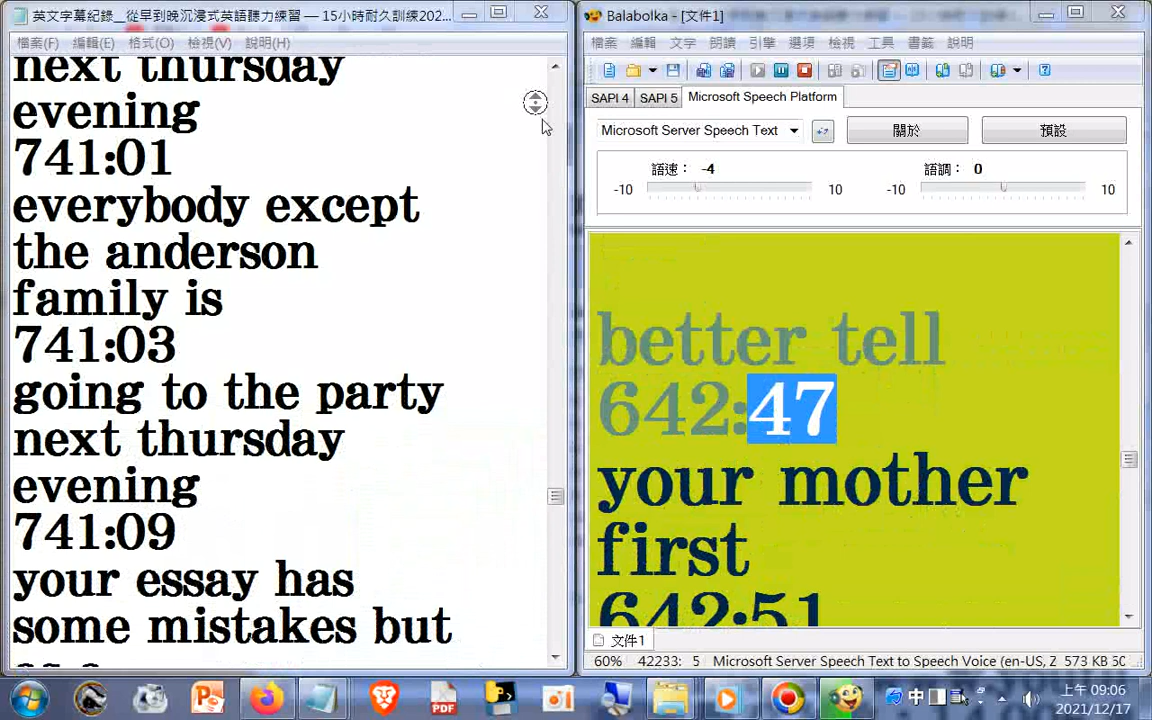 英文字幕紀錄__從早到晚沉浸式英語聽力練習 — 15小時耐久訓練202...
檔案(F) 編輯(E) 格式(O) 檢視(V) 說明(H)
next thursday
evening
741:01
everybody except
the anderson
family is
741:03
going to the party
next thursday
evening
741:09
your essay has
some mistakes but
Balabolka - [文件1]
檔案 編輯 文字 朗讀 引擎 選項 檢視 工具 書籤 說明
SAPI 4 SAPI 5 Microsoft Speech Platform
Microsoft Server Speech Text 關於 預設
語速： -4 語調： 0
-10 10 -10 10
better tell
642:47
your mother
first
642:51
文件1
60% 42233: 5 Microsoft Server Speech Text to Speech Voice (en-US, Z 573 KB 50
中 上午 09:06
2021/12/17